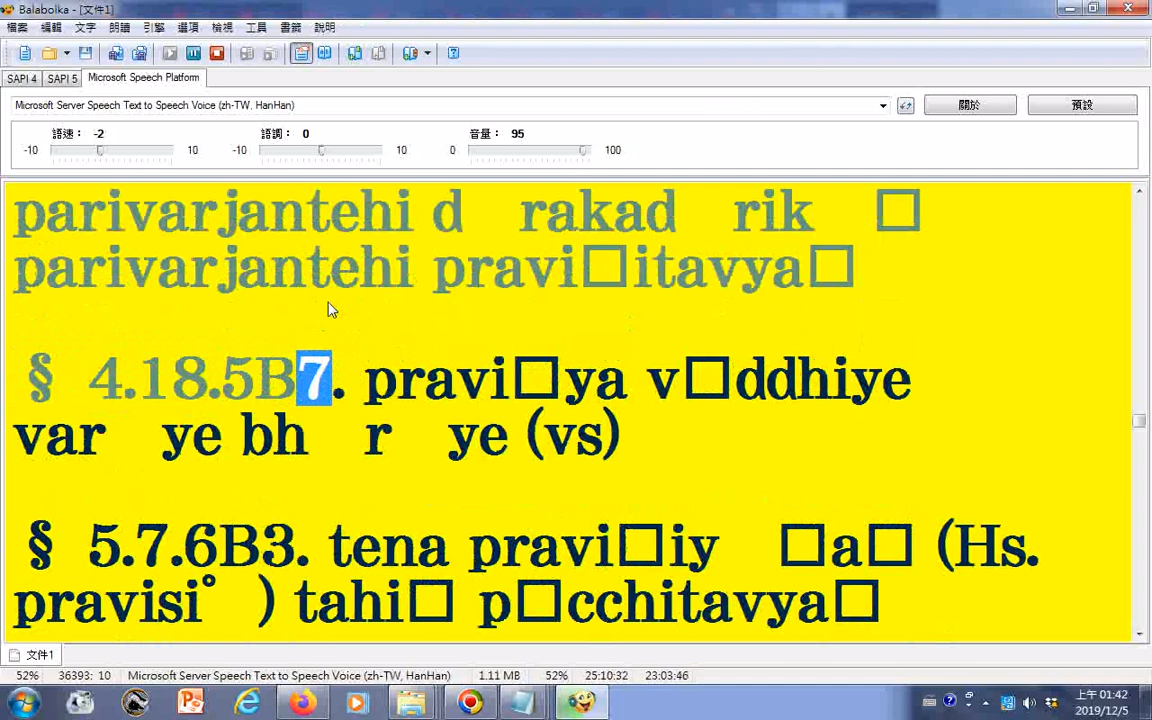 Balabolka - [文件1]
檔案 編輯 文字 朗讀 引擎 選項 檢視 工具 書籤 說明
SAPI 4 SAPI 5 Microsoft Speech Platform
Microsoft Server Speech Text to Speech Voice (zh-TW, HanHan) 關於 預設
語速： -2 語調： 0 音量： 95
-10 10 -10 10 0 100
parivarjantehi d rakad rik □
parivarjantehi pravi□itavya□
§ 4.18.5B7. pravi□ya v□ddhiye
var ye bh r ye (vs)
§ 5.7.6B3. tena pravi□iy □a□ (Hs.
pravisi° ) tahi□ p□cchitavya□
文件1
52% 36393: 10 Microsoft Server Speech Text to Speech Voice (zh-TW, HanHan) 1.11 MB 52% 25:10:32 23:03:46
上午 01:42
2019/12/5